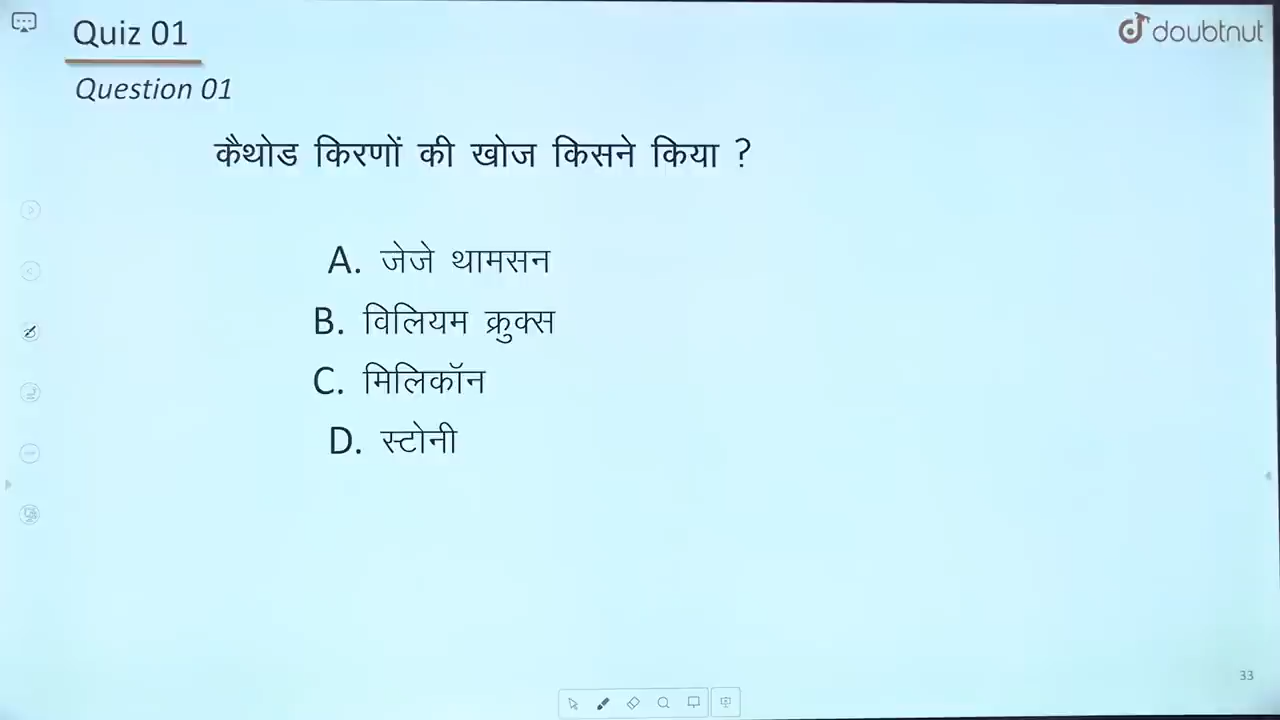 Quiz 01
doubtnut
Question 01
कैथोड किरणों की खोज किसने किया ?
A. जेजे थामसन
B. विलियम क्रुक्स
C. मिलिकॉन
D. स्टोनी
33